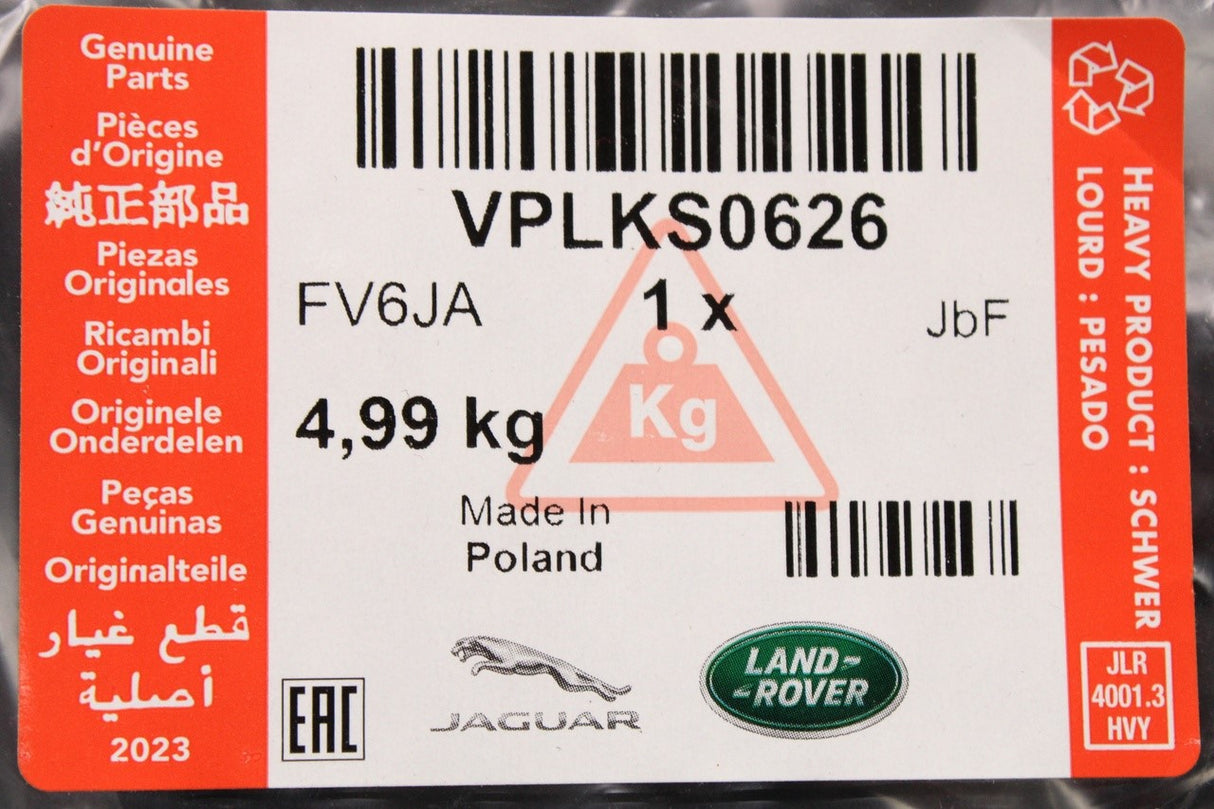 Genuine
Parts
Pièces
d'Origine
純正部品
Piezas
Originales
Ricambi
Originali
Originele
Onderdelen
Peças
Genuinas
Originalteile
قطع غيار
أصلية
2023
VPLKS0626
FV6JA
1 x
JbF
4,99 kg
Kg
Made In
Poland
EAC
JAGUAR
LAND-
-ROVER
HEAVY PRODUCT : SCHWER
LOURD : PESADO
JLR
4001.3
HVY